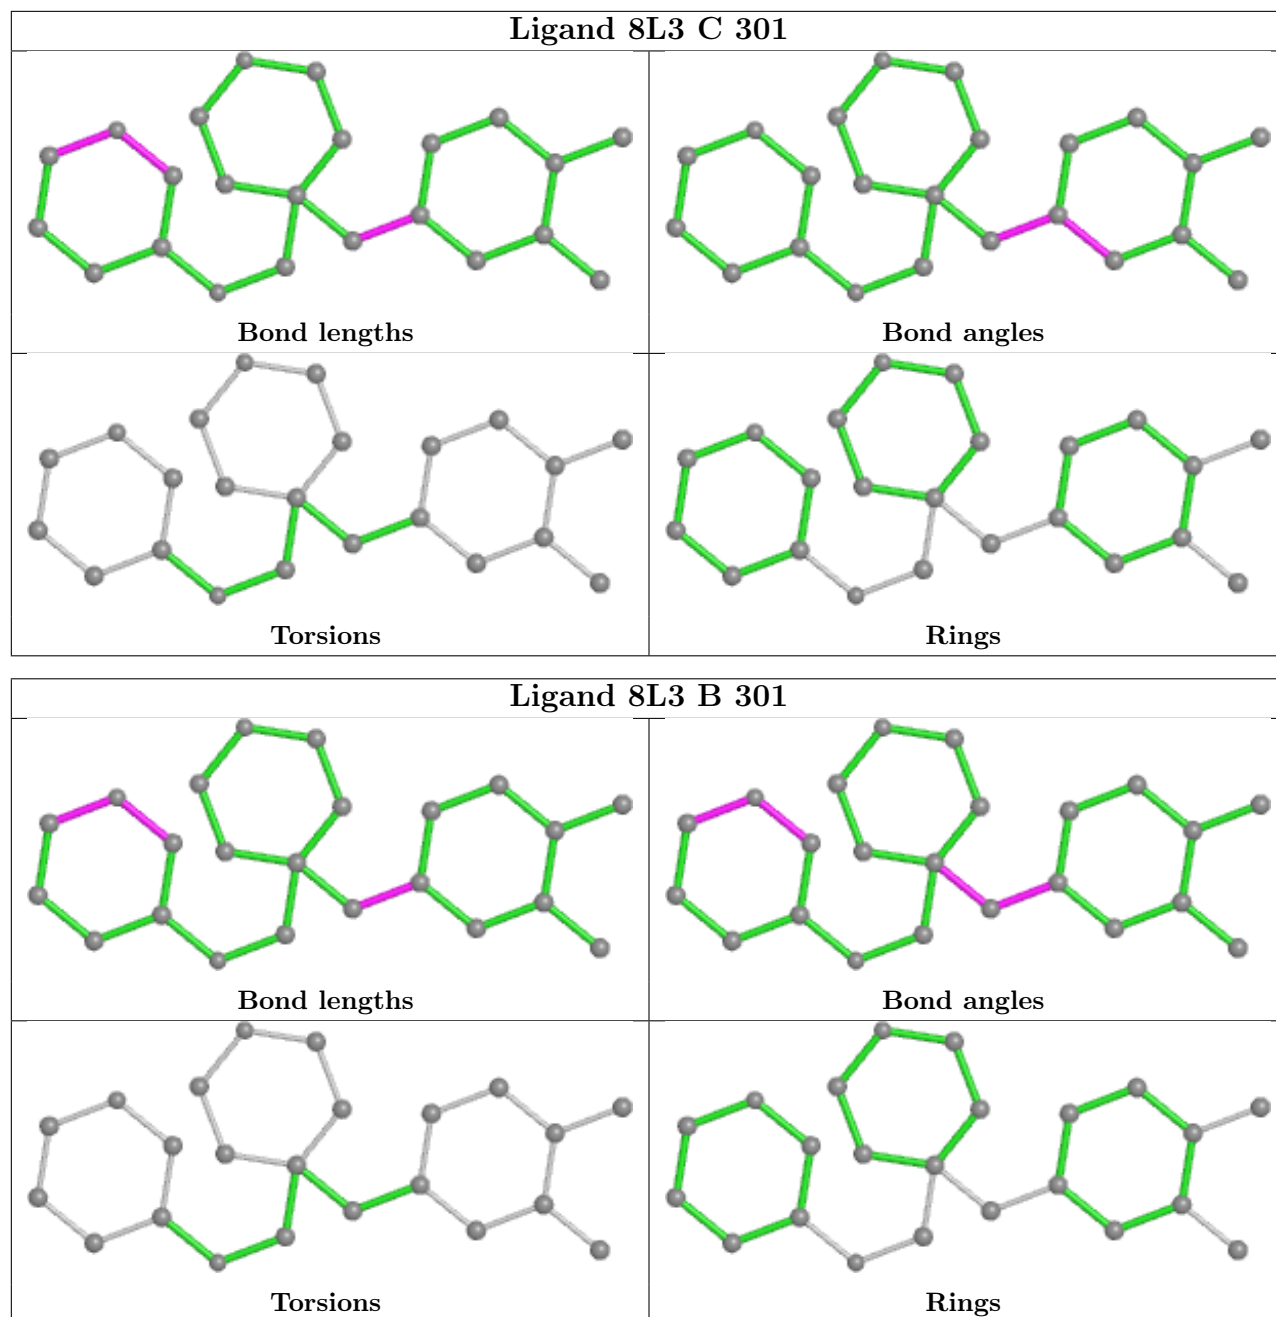 Ligand 8L3 C 301
Bond lengths
Bond angles
Torsions
Rings
Ligand 8L3 B 301
Bond lengths
Bond angles
Torsions
Rings